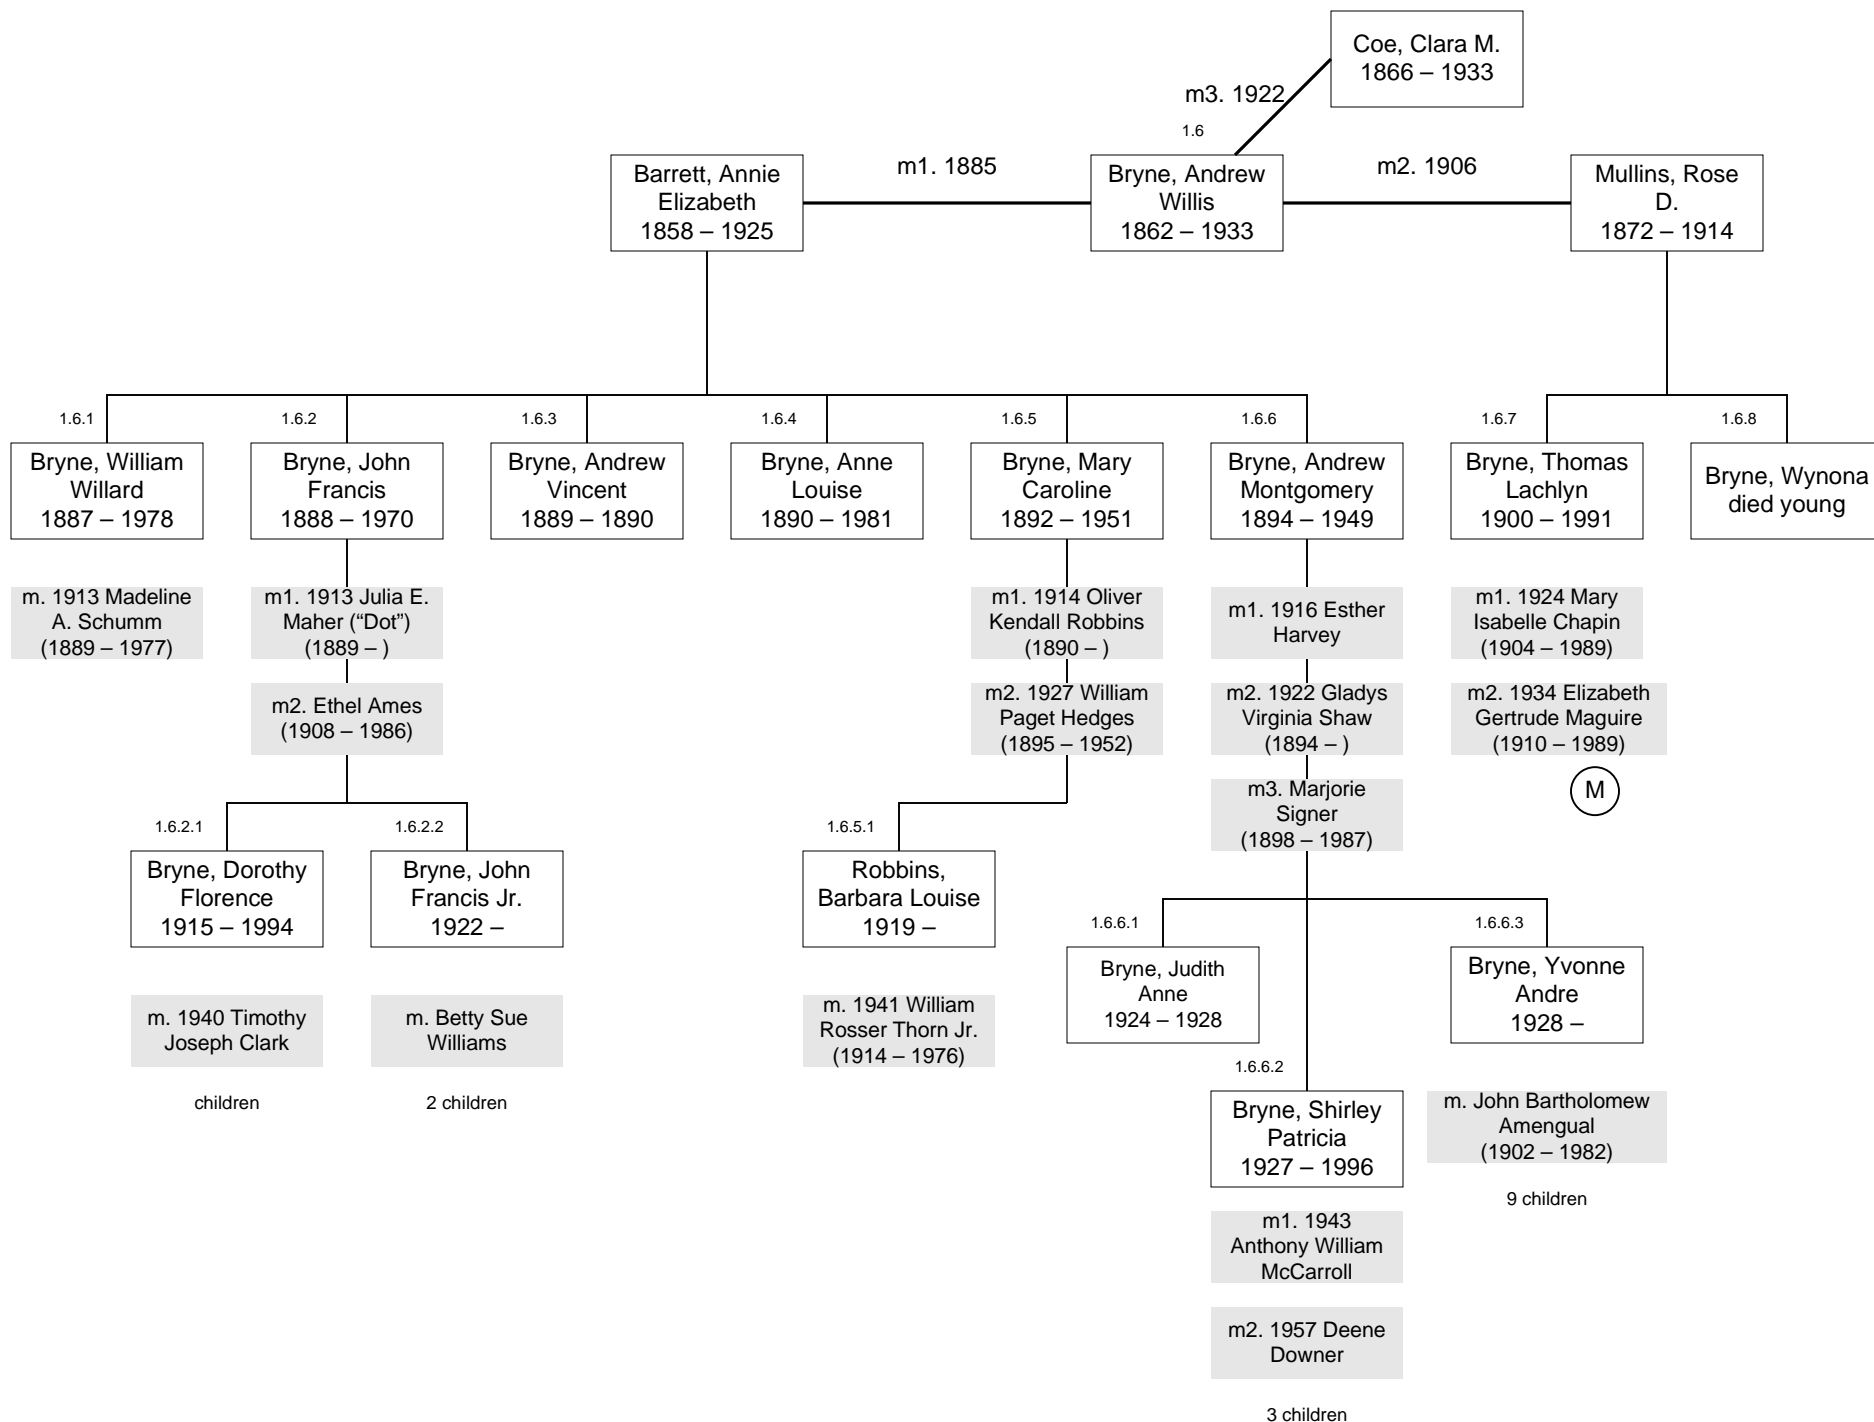 Coe, Clara M.
1866 – 1933
m3. 1922
1.6
Barrett, Annie
Elizabeth
1858 – 1925
m1. 1885
Bryne, Andrew
Willis
1862 – 1933
m2. 1906
Mullins, Rose
D.
1872 – 1914
1.6.1
Bryne, William
Willard
1887 – 1978
1.6.2
Bryne, John
Francis
1888 – 1970
1.6.3
Bryne, Andrew
Vincent
1889 – 1890
1.6.4
Bryne, Anne
Louise
1890 – 1981
1.6.5
Bryne, Mary
Caroline
1892 – 1951
1.6.6
Bryne, Andrew
Montgomery
1894 – 1949
1.6.7
Bryne, Thomas
Lachlyn
1900 – 1991
1.6.8
Bryne, Wynona
died young
m. 1913 Madeline
A. Schumm
(1889 – 1977)
m1. 1913 Julia E.
Maher (“Dot”)
(1889 – )
m2. Ethel Ames
(1908 – 1986)
m1. 1914 Oliver
Kendall Robbins
(1890 – )
m2. 1927 William
Paget Hedges
(1895 – 1952)
m1. 1916 Esther
Harvey
m2. 1922 Gladys
Virginia Shaw
(1894 – )
m3. Marjorie
Signer
(1898 – 1987)
m1. 1924 Mary
Isabelle Chapin
(1904 – 1989)
m2. 1934 Elizabeth
Gertrude Maguire
(1910 – 1989)
M
1.6.2.1
Bryne, Dorothy
Florence
1915 – 1994
m. 1940 Timothy
Joseph Clark
children
1.6.2.2
Bryne, John
Francis Jr.
1922 –
m. Betty Sue
Williams
2 children
1.6.5.1
Robbins,
Barbara Louise
1919 –
m. 1941 William
Rosser Thorn Jr.
(1914 – 1976)
1.6.6.1
Bryne, Judith
Anne
1924 – 1928
1.6.6.2
Bryne, Shirley
Patricia
1927 – 1996
m1. 1943
Anthony William
McCarroll
m2. 1957 Deene
Downer
3 children
1.6.6.3
Bryne, Yvonne
Andre
1928 –
m. John Bartholomew
Amengual
(1902 – 1982)
9 children